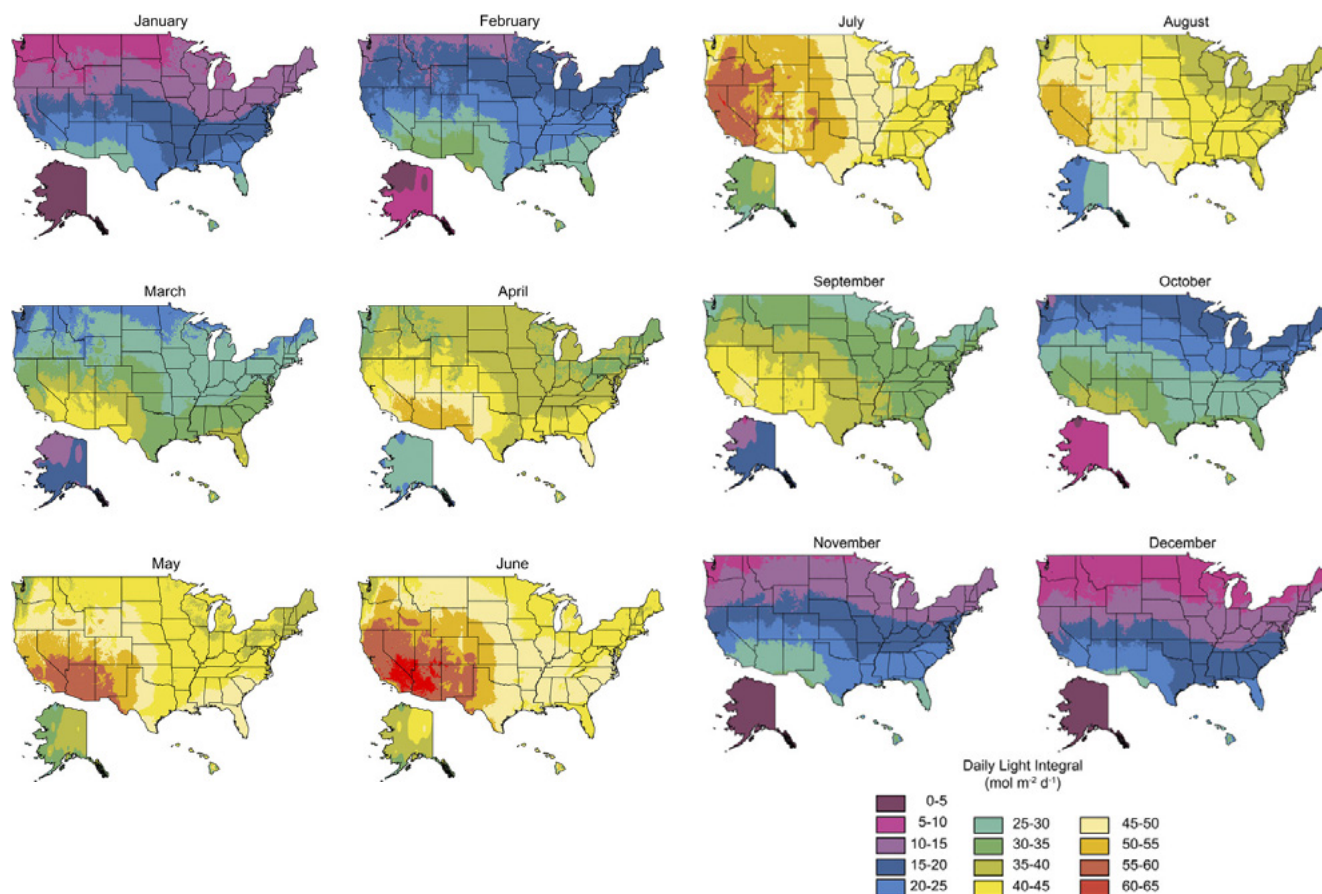 January
February
July
August
March
April
September
October
May
June
November
December
Daily Light Integral
(mol m⁻² d⁻¹)
0-5
5-10
25-30
45-50
10-15
30-35
50-55
15-20
35-40
55-60
20-25
40-45
60-65